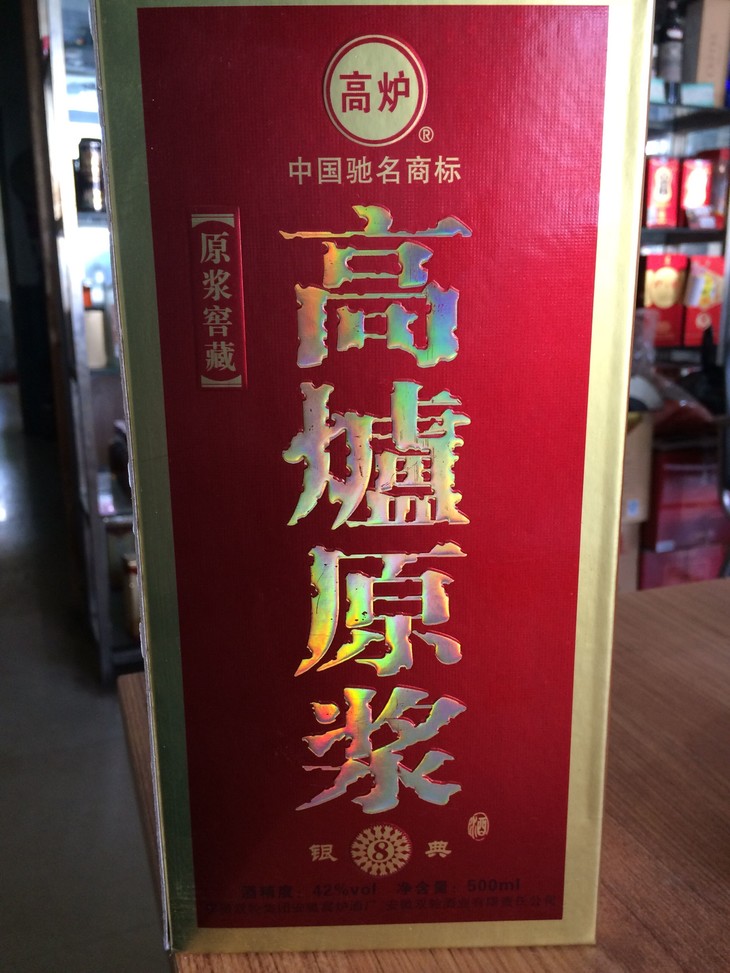 高炉
®
中国驰名商标
【原浆窖藏】
高爐原浆
银 8 典
酒精度：42%vol 净含量：500ml